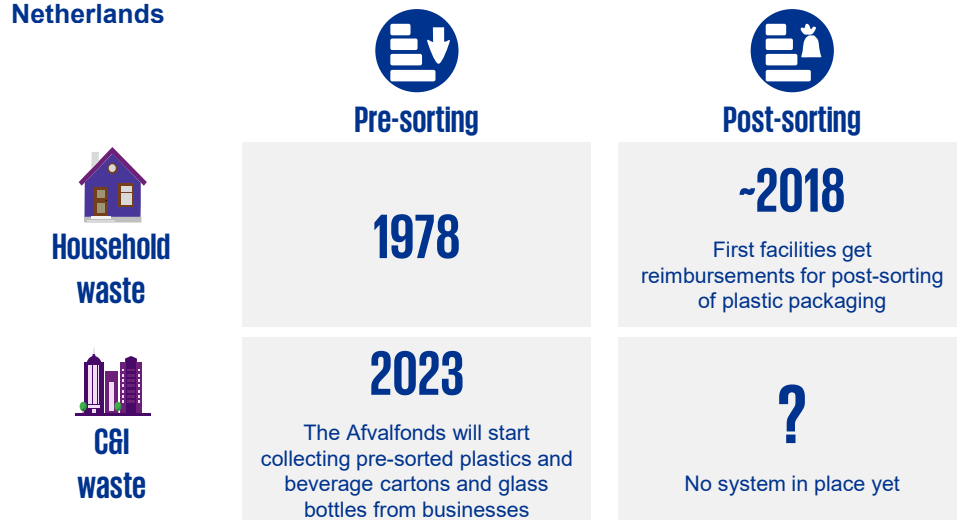 Netherlands
Pre-sorting
Post-sorting
Household
waste
1978
~2018
First facilities get
reimbursements for post-sorting
of plastic packaging
C&I
waste
2023
The Afvalfonds will start
collecting pre-sorted plastics and
beverage cartons and glass
bottles from businesses
?
No system in place yet